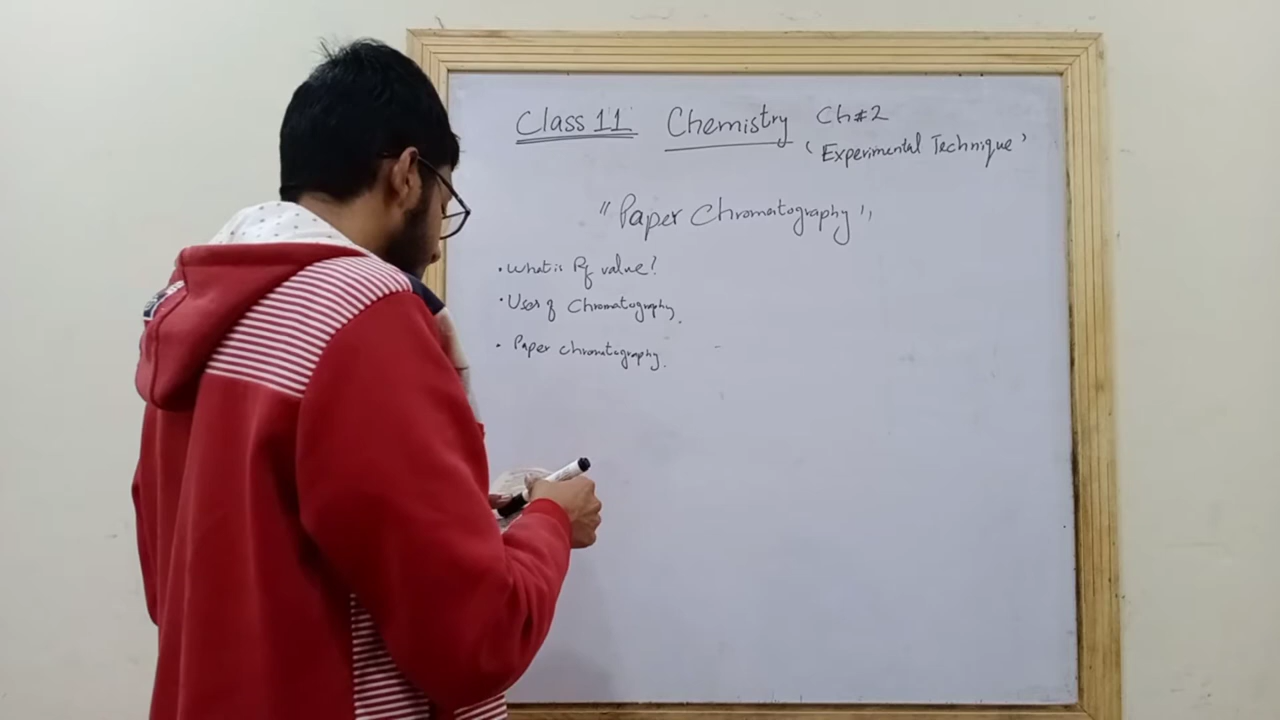 Class 11 Chemistry Ch#2
'Experimental Technique'
"Paper Chromatography"
• What is Rf value?
• Uses of Chromatography.
• Paper chromatography.